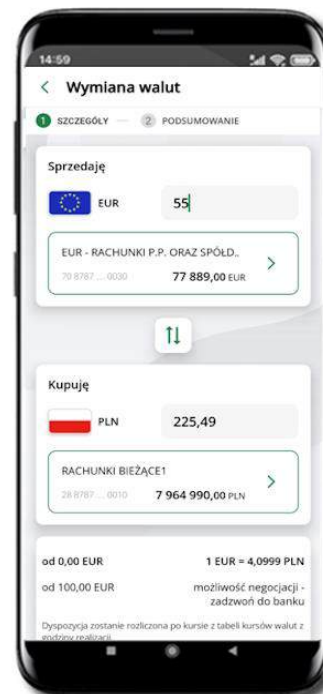 14:59
Wymiana walut
1 SZCZEGÓŁY 2 PODSUMOWANIE
Sprzedaję
EUR 55
EUR - RACHUNKI P.P. ORAZ SPÓŁD..
79 8787 ... 0030 77 889,00 EUR
Kupuję
PLN 225,49
RACHUNKI BIEŻĄCE1
28 8787 ... 0010 7 964 990,00 PLN
od 0,00 EUR 1 EUR = 4,0999 PLN
od 100,00 EUR możliwość negocjacji -
zadzwoń do banku
Dyspozycja zostanie rozliczona po kursie z tabeli kursów walut z
godziny realizacji.